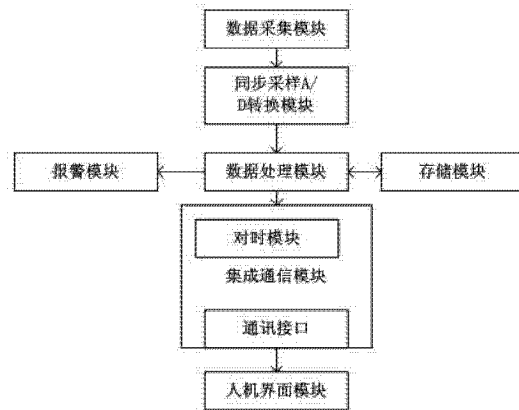 数据采集模块
同步采样A/
D转换模块
报警模块
数据处理模块
存储模块
对时模块
集成通信模块
通讯接口
人机界面模块